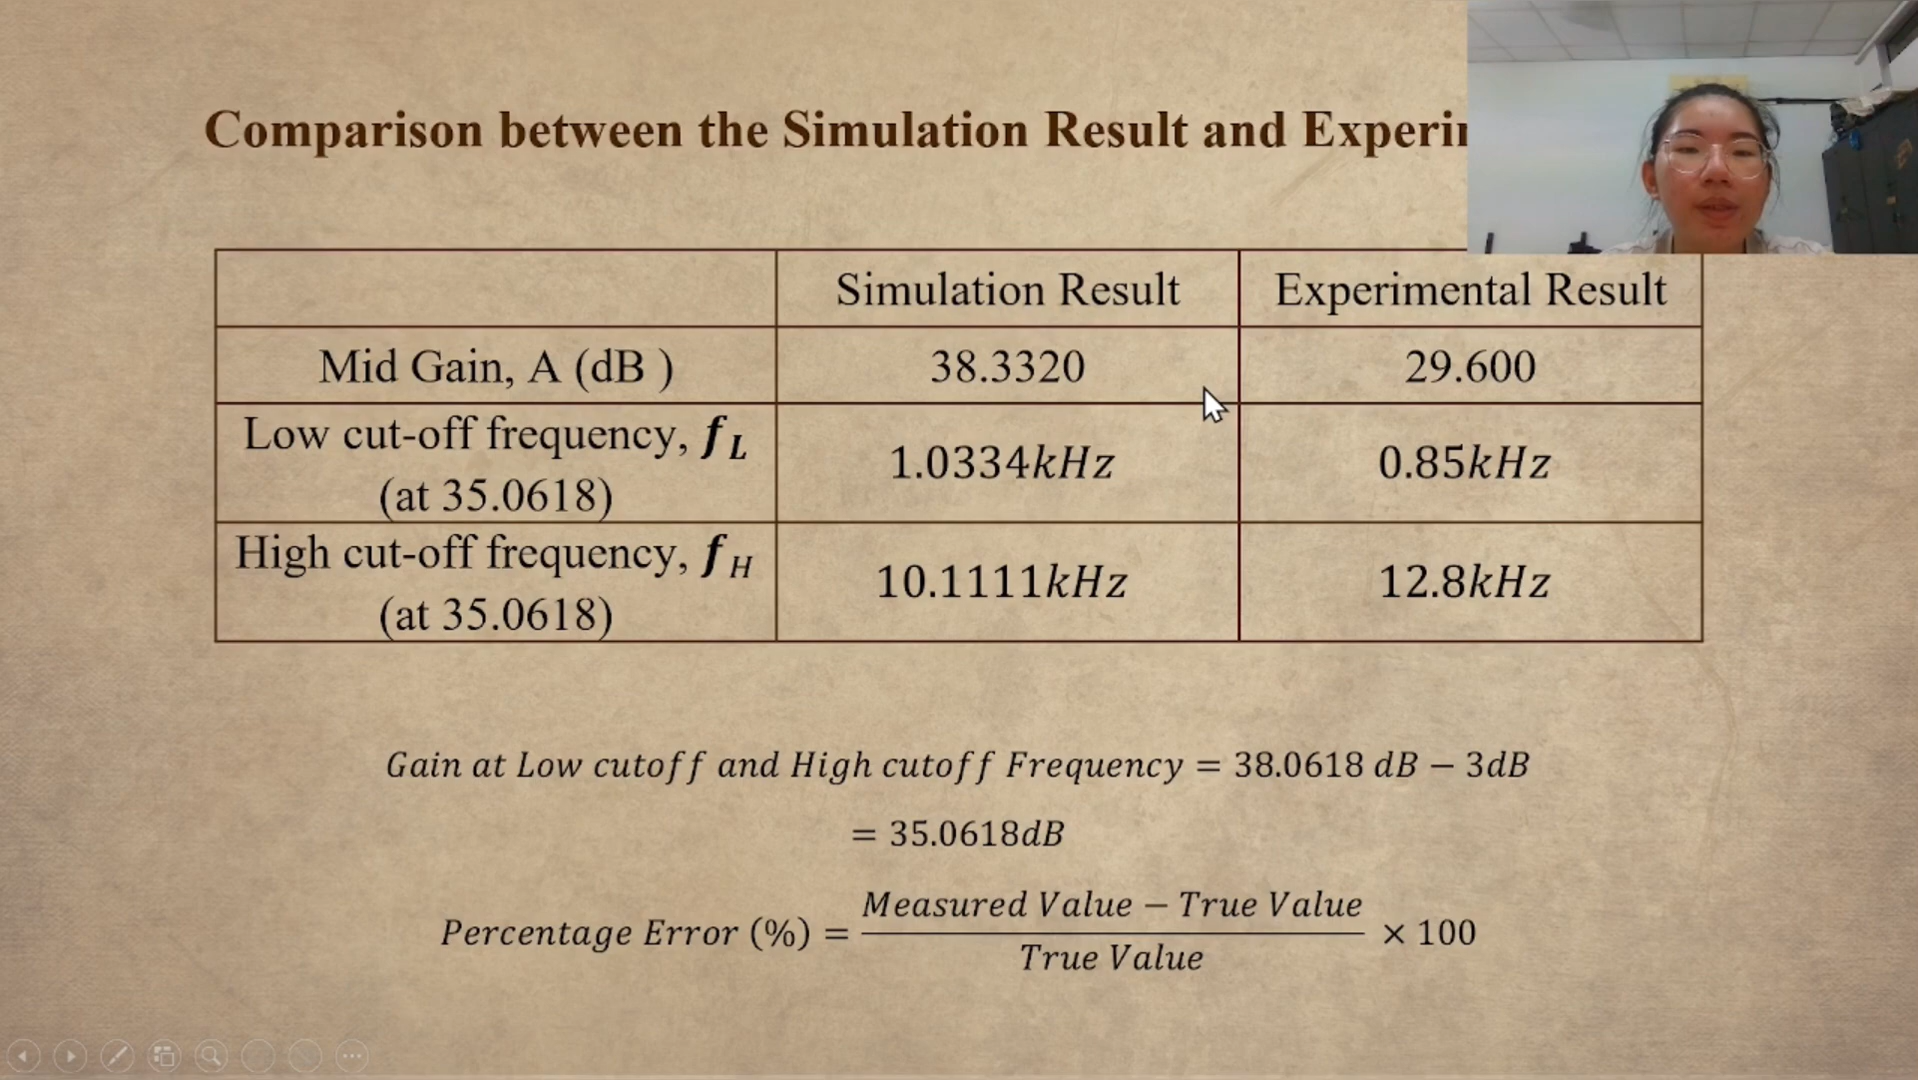 Comparison between the Simulation Result and Experi
Simulation Result
Experimental Result
Mid Gain, A (dB )
38.3320
29.600
Low cut-off frequency, f_L
(at 35.0618)
1.0334kHz
0.85kHz
High cut-off frequency, f_H
(at 35.0618)
10.1111kHz
12.8kHz
Gain at Low cutoff and High cutoff Frequency = 38.0618 dB − 3dB
= 35.0618dB
Percentage Error (%) = (Measured Value − True Value) / (True Value) × 100